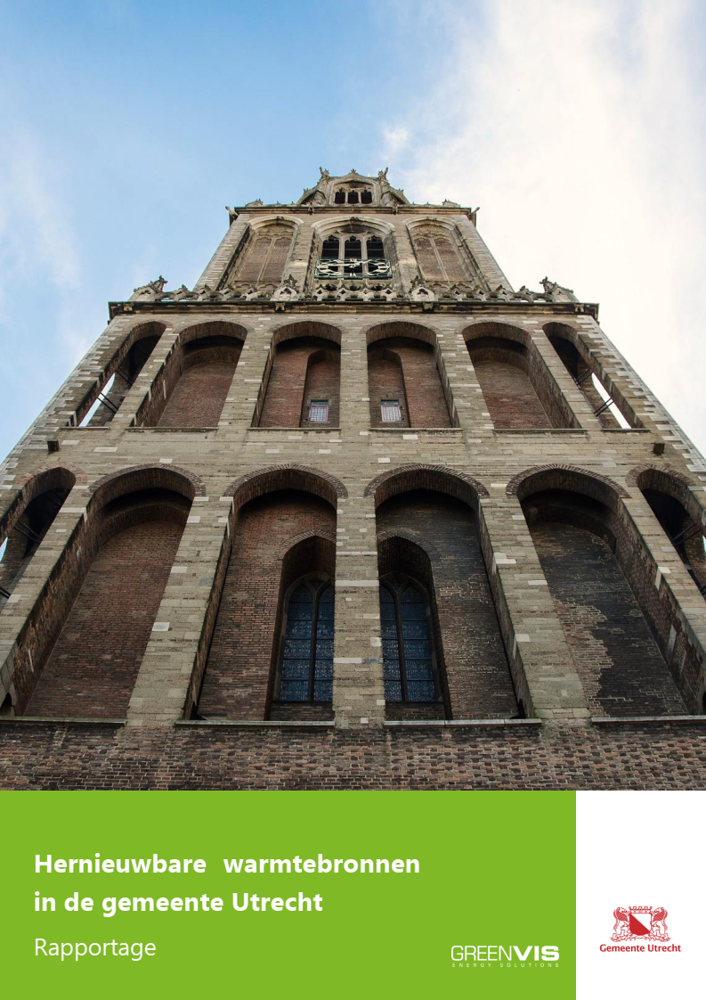 Hernieuwbare warmtebronnen
in de gemeente Utrecht
Rapportage
GREENVIS
ENERGY SOLUTIONS
Gemeente Utrecht